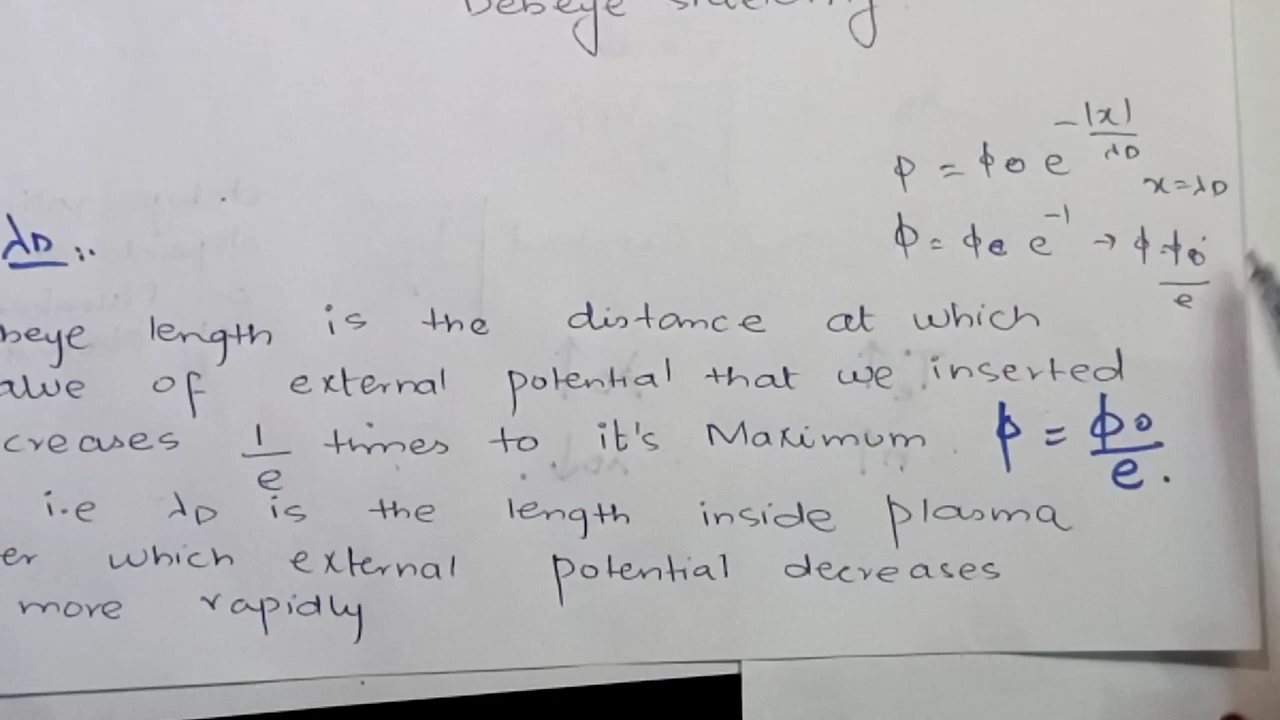 Debeye
ϕ = ϕ0 e^{-|x|/λD}
x = λD
λD :.
ϕ = ϕ0 e^{-1} → ϕ = ϕ0/e
beye length is the distance at which
alue of external potential that we inserted
creases 1/e times to it's Maximum ϕ = ϕ0/e.
i.e λD is the length inside plasma
er which external potential decreases
more rapidly